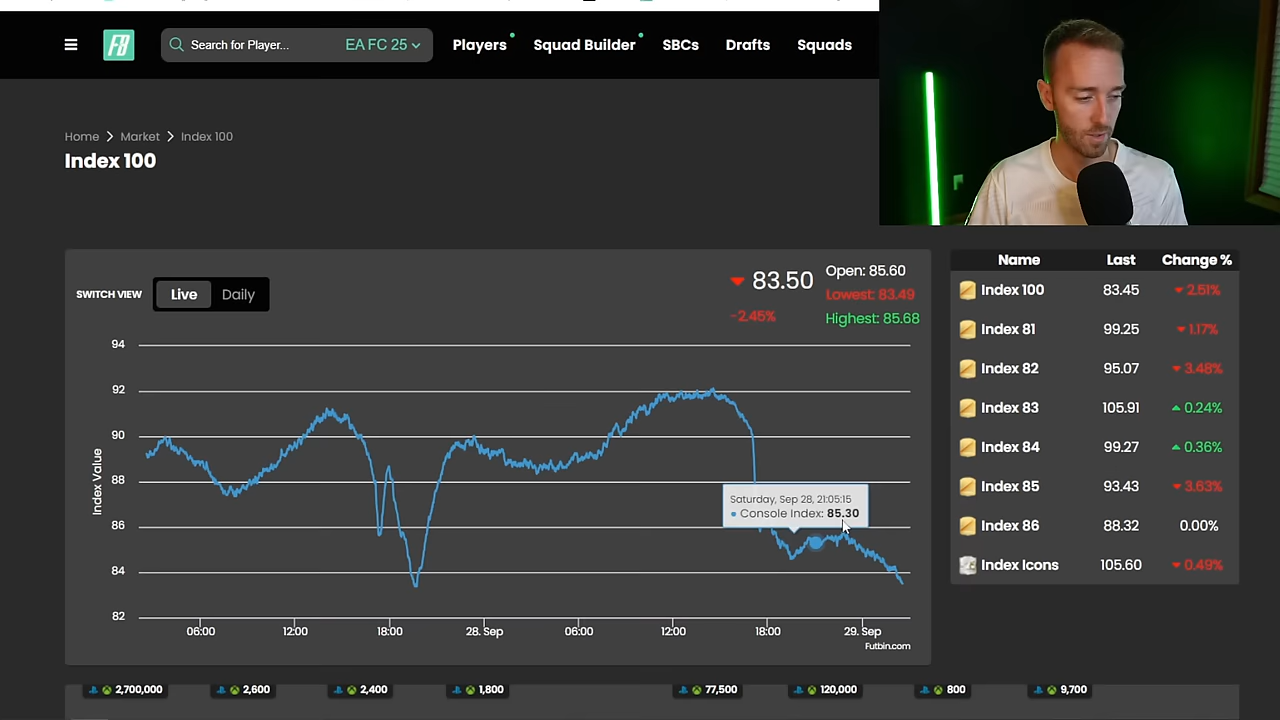 FB
Search for Player...
EA FC 25
Players
Squad Builder
SBCs
Drafts
Squads
Home
Market
Index 100
Index 100
SWITCH VIEW
Live
Daily
83.50
-2.45%
Open: 85.60
Lowest: 83.49
Highest: 85.68
94
92
90
88
86
84
82
Index Value
Saturday, Sep 28, 21:05:15
Console Index: 85.30
06:00
12:00
18:00
28. Sep
06:00
12:00
18:00
29. Sep
Futbin.com
Name Last Change %
Index 100 83.45 2.51%
Index 81 99.25 1.17%
Index 82 95.07 3.48%
Index 83 105.91 0.24%
Index 84 99.27 0.36%
Index 85 93.43 3.63%
Index 86 88.32 0.00%
Index Icons 105.60 0.49%
2,700,000
2,600
2,400
1,800
77,500
120,000
800
9,700